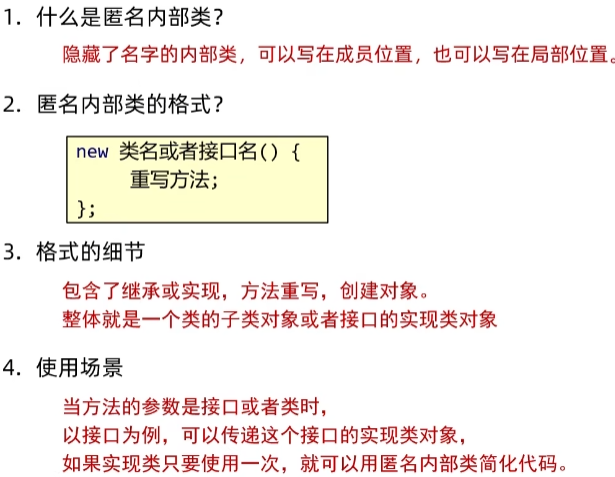 1. 什么是匿名内部类？
隐藏了名字的内部类，可以写在成员位置，也可以写在局部位置。
2. 匿名内部类的格式？
new 类名或者接口名() {
重写方法;
};
3. 格式的细节
包含了继承或实现，方法重写，创建对象。
整体就是一个类的子类对象或者接口的实现类对象
4. 使用场景
当方法的参数是接口或者类时，
以接口为例，可以传递这个接口的实现类对象，
如果实现类只要使用一次，就可以用匿名内部类简化代码。